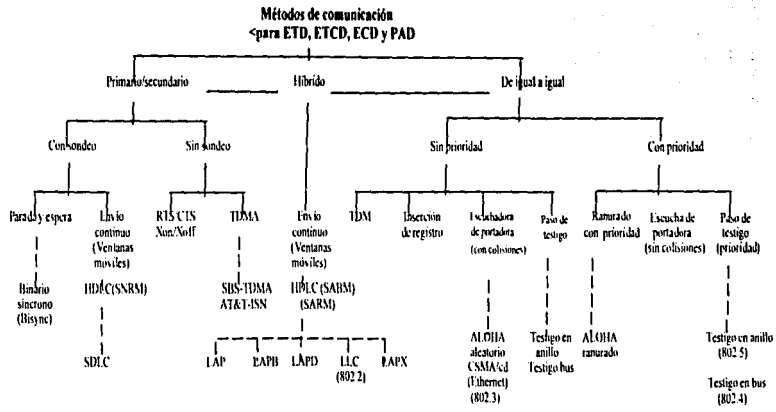 Métodos de comunicación
<para ETD, ETCD, ECD y PAD
Primario/secundario
Híbrido
De igual a igual
Con sondeo
Sin sondeo
Sin prioridad
Con prioridad
Parada y espera
Envío
continuo
(Ventanas
móviles)
RTS/CTS
Xon/Xoff
TDMA
Envío
continuo
(Ventanas
móviles)
TDM
Inserción
de registro
Escuchadora
de portadora
(con colisiones)
Paso de
testigo
Ranurado
con prioridad
Escucha de
portadora
(sin colisiones)
Paso de
testigo
(prioridad)
Binario
síncrono
(Bisync)
HDLC (SNRM)
SDLC
SBS-TDMA
AT&T-ISN
HDLC (SABM)
(SARM)
LAP
LAPB
LAPD
LLC
(802.2)
LAPX
ALOHA
aleatorio
CSMA/cd
(Ethernet)
(802.3)
Testigo en
anillo
Testigo bus
ALOHA
ranurado
Testigo en anillo
(802.5)
Testigo en bus
(802.4)